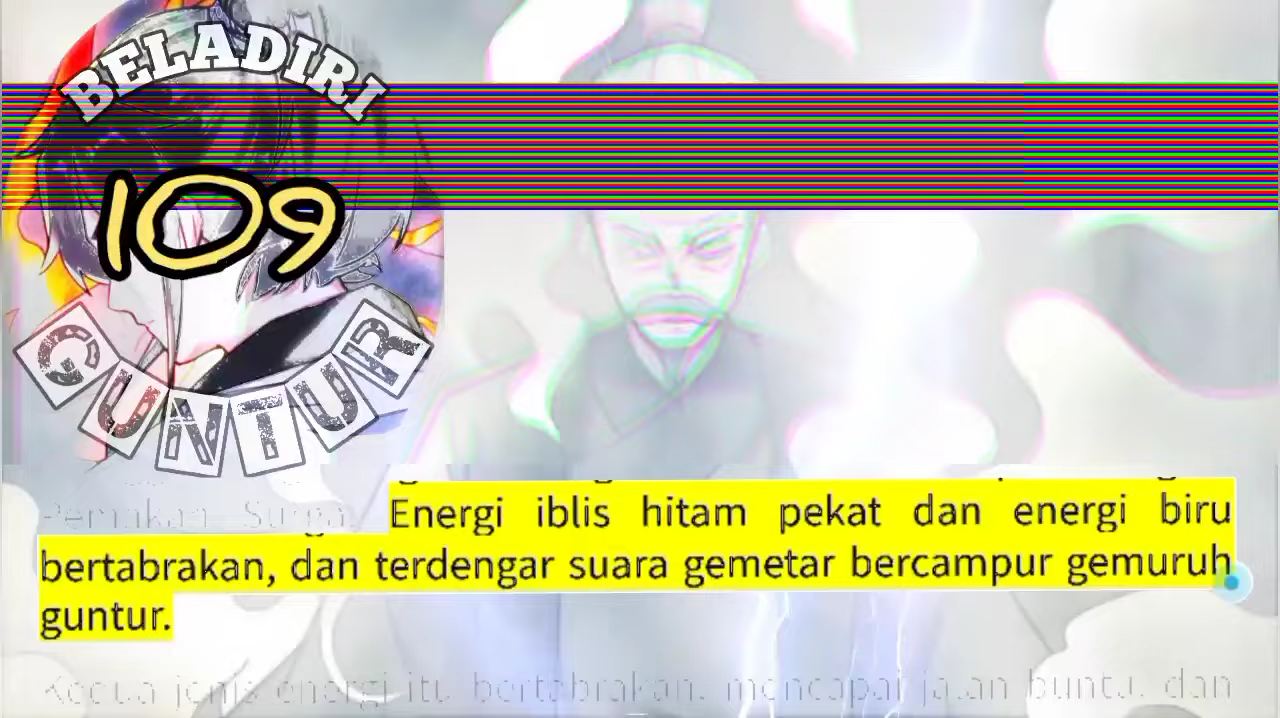 BELADIRI
109
GUNTUR
Pemakan Surga. Energi iblis hitam pekat dan energi biru
bertabrakan, dan terdengar suara gemetar bercampur gemuruh
guntur.
Kedua jenis energi itu bertabrakan, mencapai jalan buntu, dan